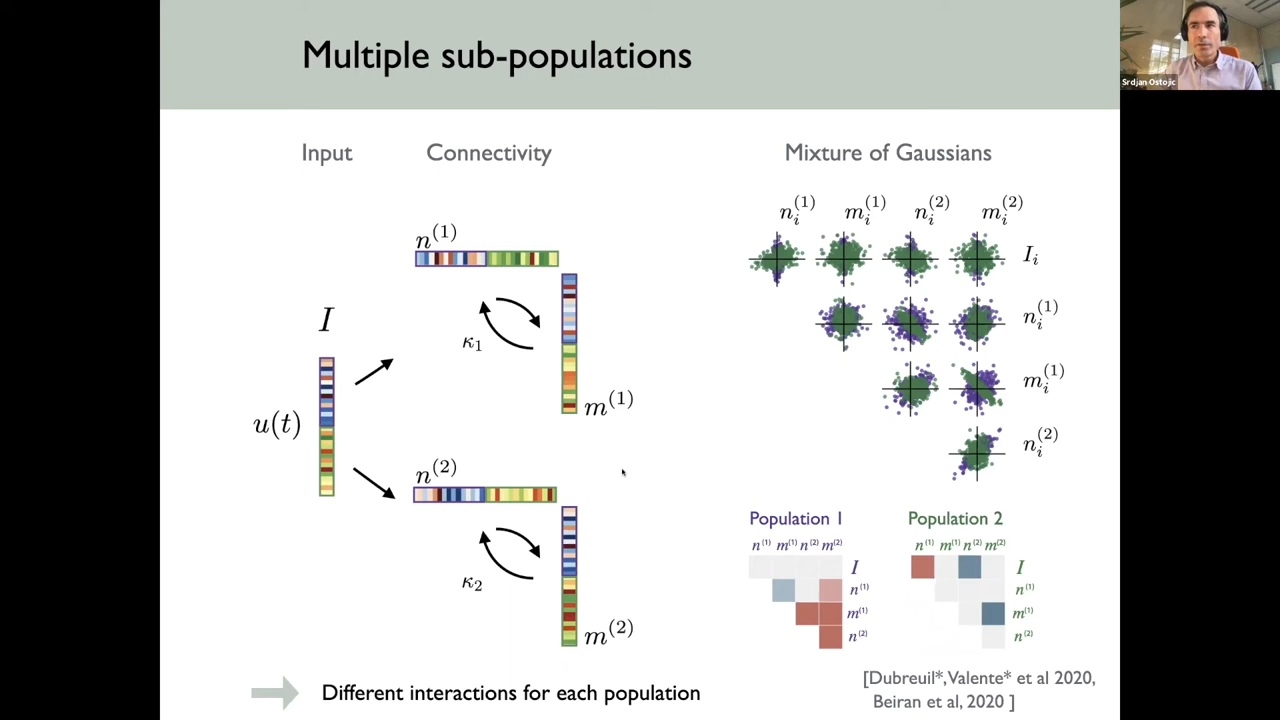 Multiple sub-populations
Srdjan Ostojic
Input
Connectivity
Mixture of Gaussians
n^{(1)}
I
u(t)
κ_1
m^{(1)}
n^{(2)}
κ_2
m^{(2)}
n_i^{(1)} m_i^{(1)} n_i^{(2)} m_i^{(2)}
I_i
n_i^{(1)}
m_i^{(1)}
n_i^{(2)}
Population 1
n^{(1)} m^{(1)} n^{(2)} m^{(2)}
I
n^{(1)}
m^{(1)}
n^{(2)}
Population 2
n^{(1)} m^{(1)} n^{(2)} m^{(2)}
I
n^{(1)}
m^{(1)}
n^{(2)}
Different interactions for each population
[Dubreuil*, Valente* et al 2020,
Beiran et al, 2020 ]